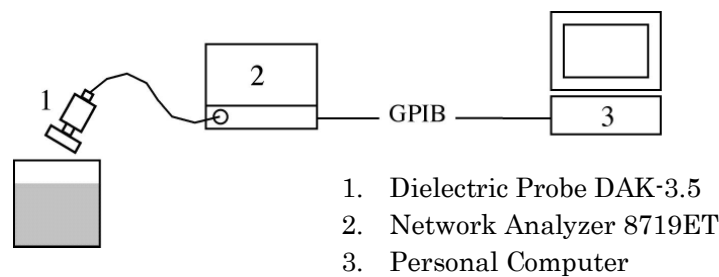 1
2
GPIB
3
1. Dielectric Probe DAK-3.5
2. Network Analyzer 8719ET
3. Personal Computer